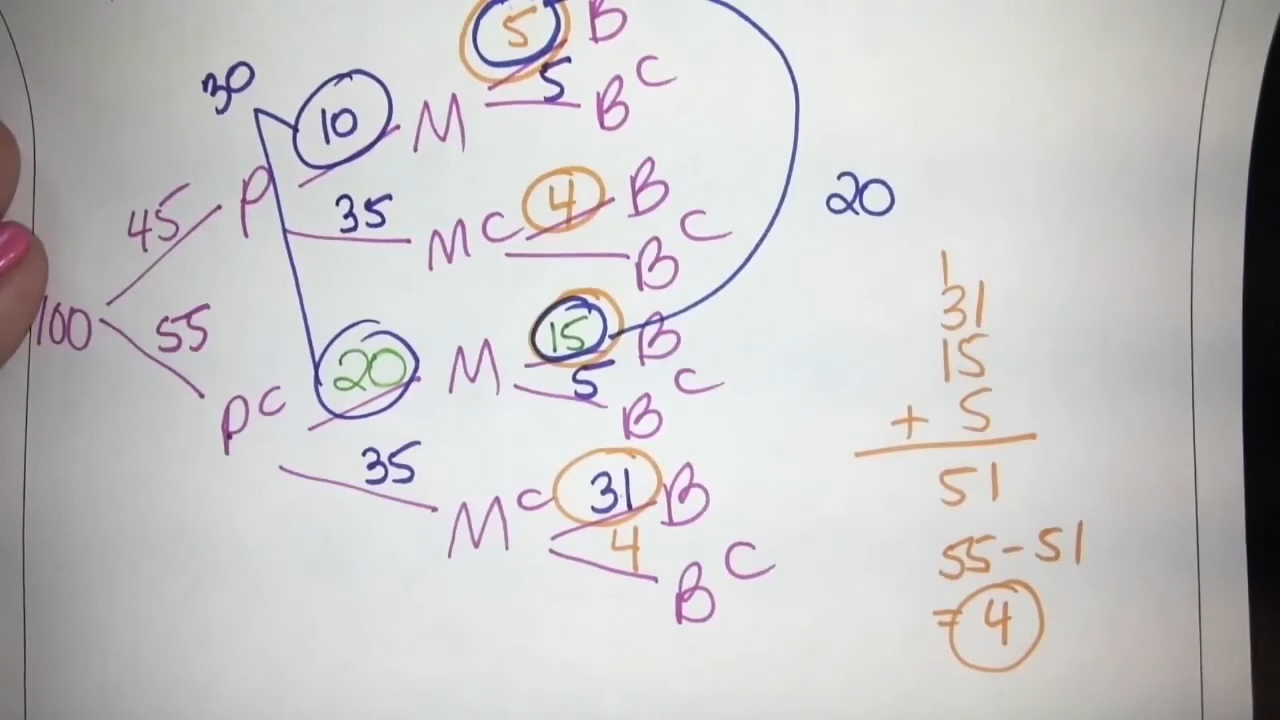 5 B
5 B^C
30
10 M
45 P
35 M^C
4 B
B^C
20
100
55 P^C
20 M
15 B
5 B^C
35 M^C
31 B
4 B^C
1
31
15
+ 5
51
55-51
= 4